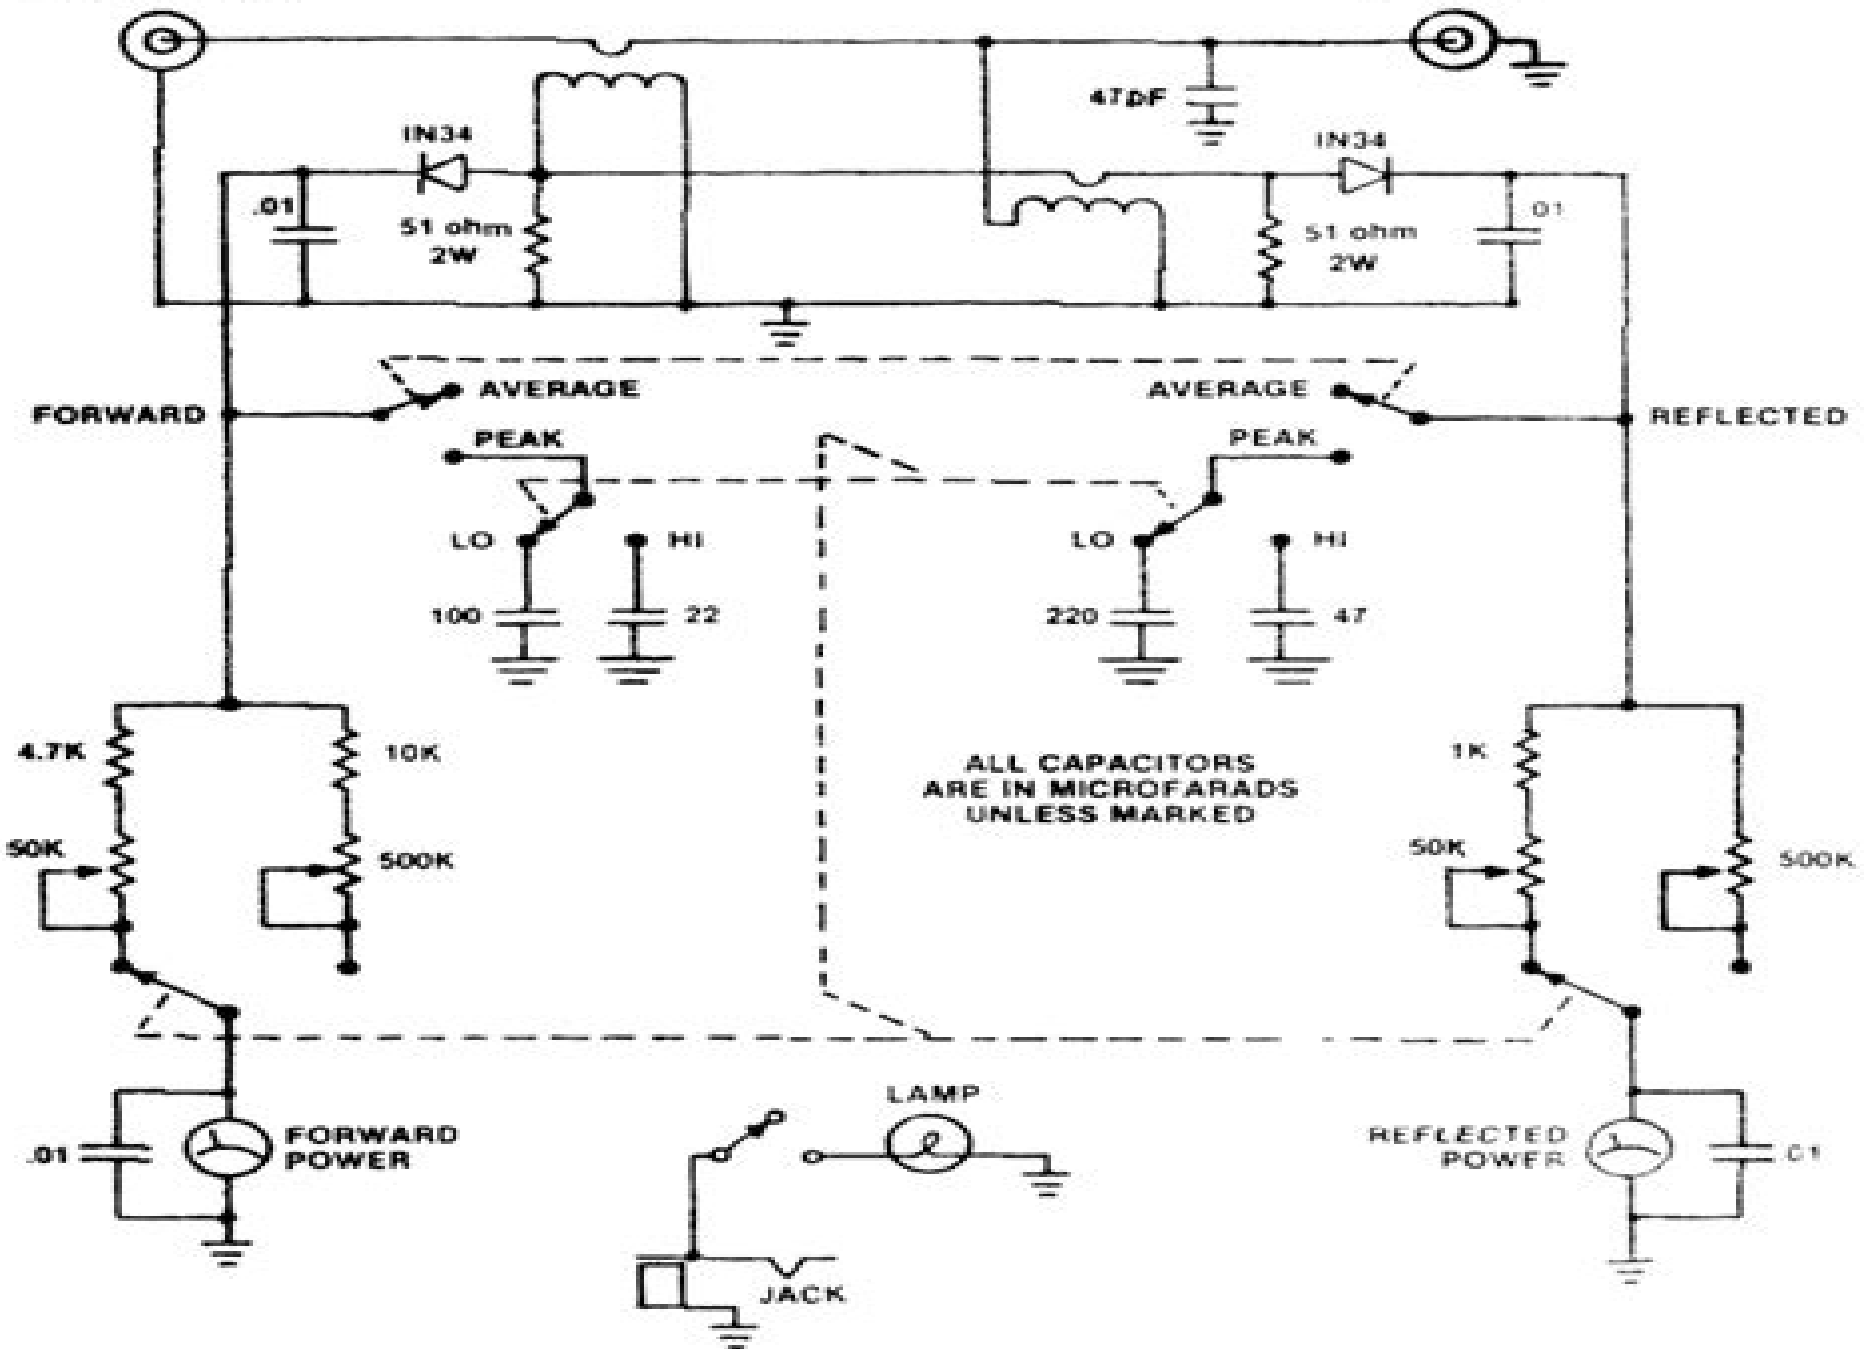 47pF
IN34
IN34
.01
51 ohm
2W
51 ohm
2W
.01
AVERAGE
AVERAGE
FORWARD
REFLECTED
PEAK
PEAK
LO
HI
LO
HI
100
22
220
47
4.7K
10K
ALL CAPACITORS
ARE IN MICROFARADS
UNLESS MARKED
1K
50K
500K
50K
500K
LAMP
.01
FORWARD
POWER
REFLECTED
POWER
.01
JACK